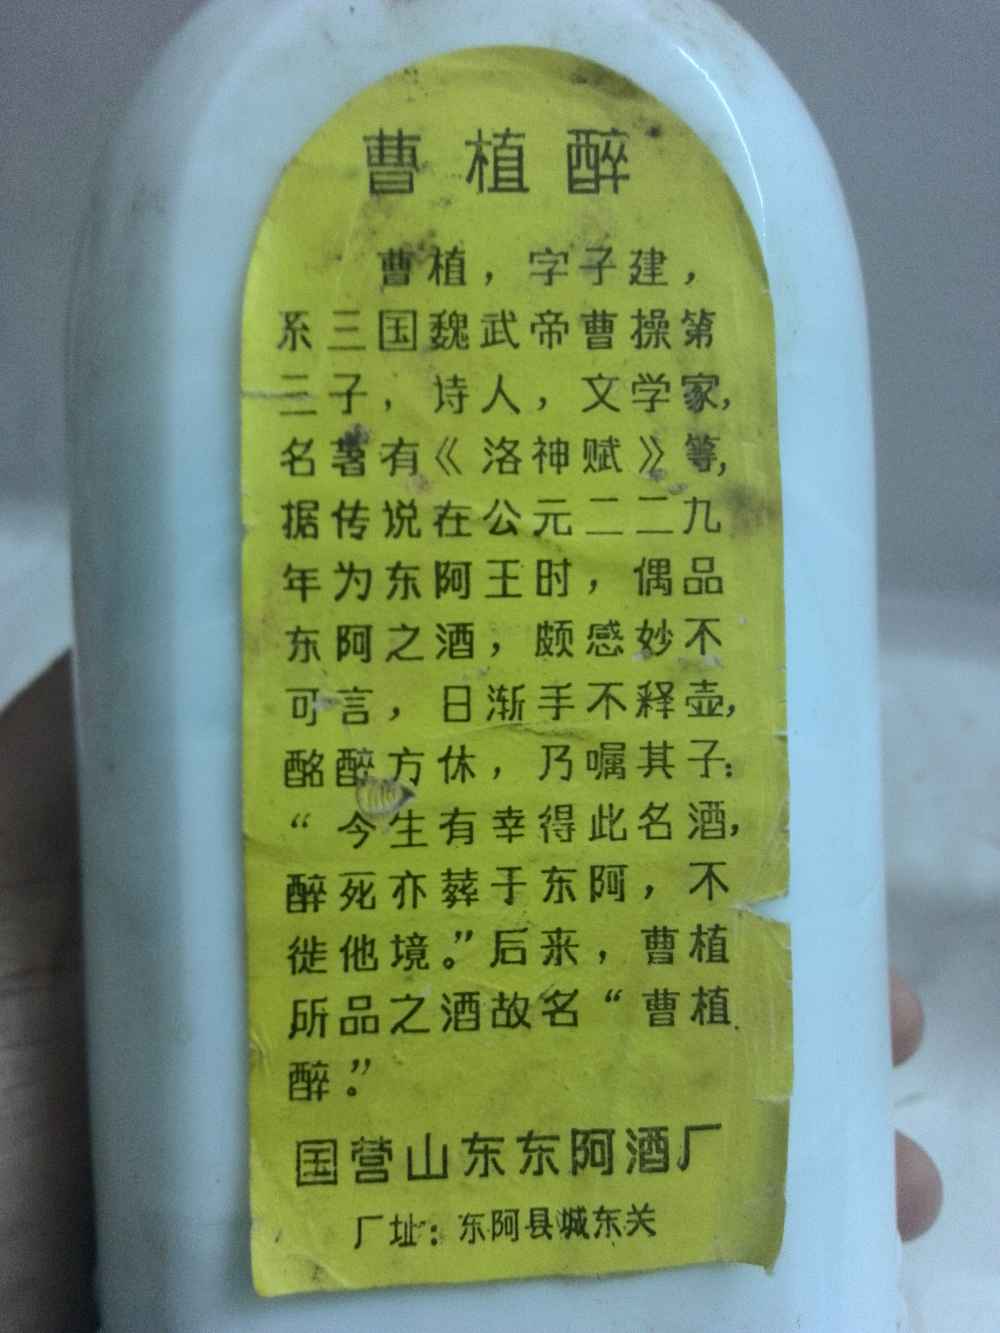 曹植醉
曹植，字子建，
系三国魏武帝曹操第
三子，诗人，文学家，
名著有《洛神赋》等，
据传说在公元二二九
年为东阿王时，偶品
东阿之酒，颇感妙不
可言，日渐手不释壶，
酩醉方休，乃嘱其子：
“今生有幸得此名酒，
醉死亦葬于东阿，不
徙他境。”后来，曹植
所品之酒故名“曹植
醉。”
国营山东东阿酒厂
厂址：东阿县城东关